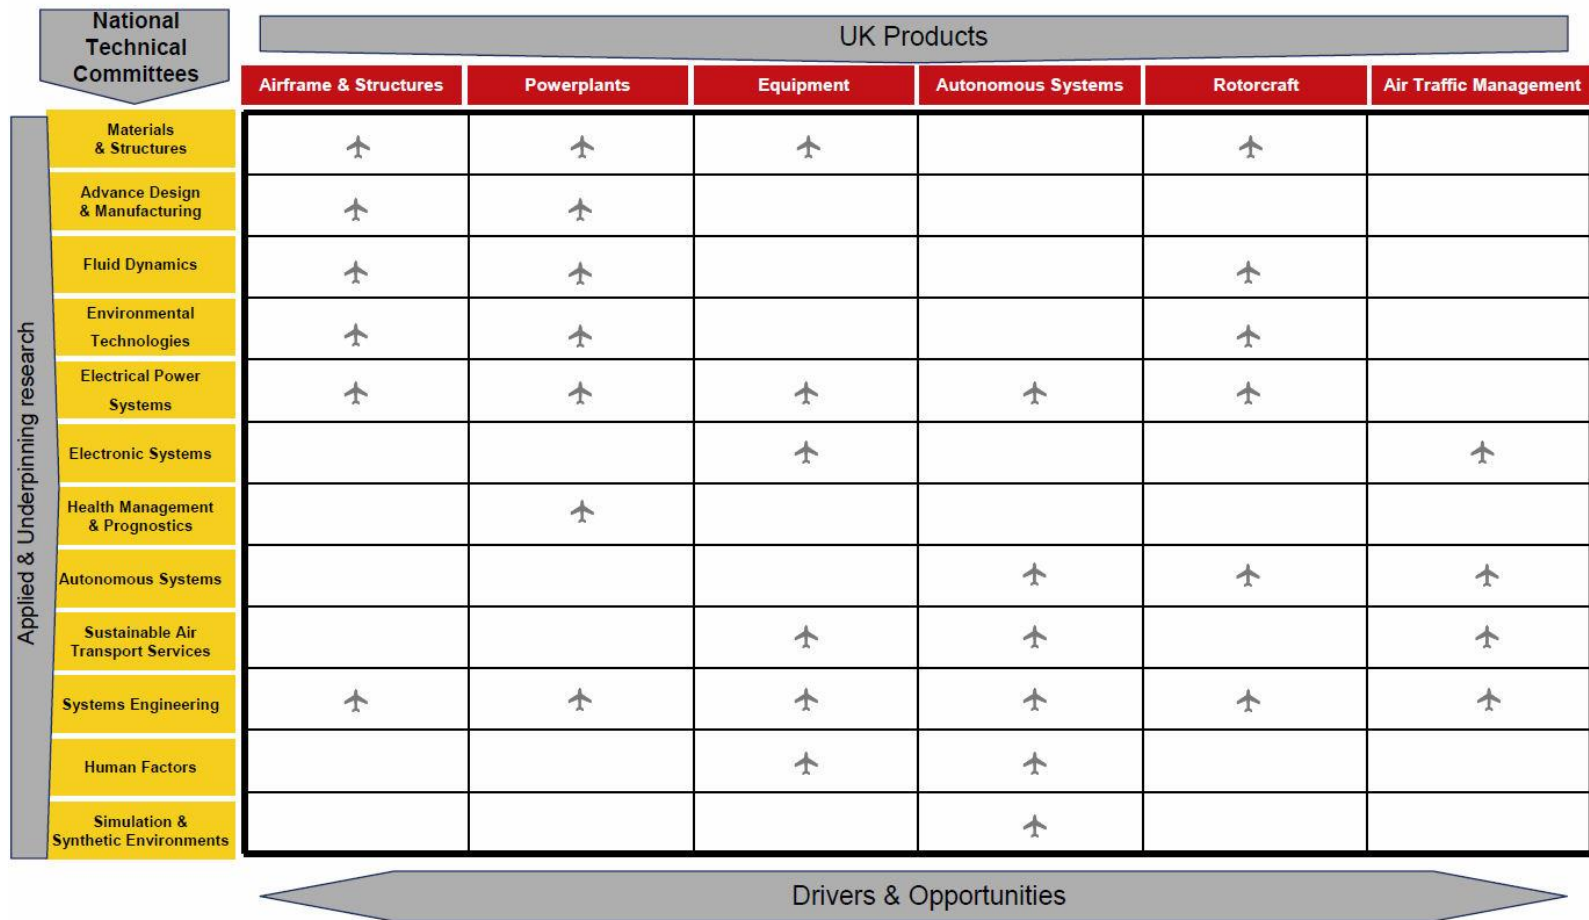 National
Technical
Committees
UK Products
Airframe & Structures
Powerplants
Equipment
Autonomous Systems
Rotorcraft
Air Traffic Management
Applied & Underpinning research
Materials
& Structures
Advance Design
& Manufacturing
Fluid Dynamics
Environmental
Technologies
Electrical Power
Systems
Electronic Systems
Health Management
& Prognostics
Autonomous Systems
Sustainable Air
Transport Services
Systems Engineering
Human Factors
Simulation &
Synthetic Environments
Drivers & Opportunities